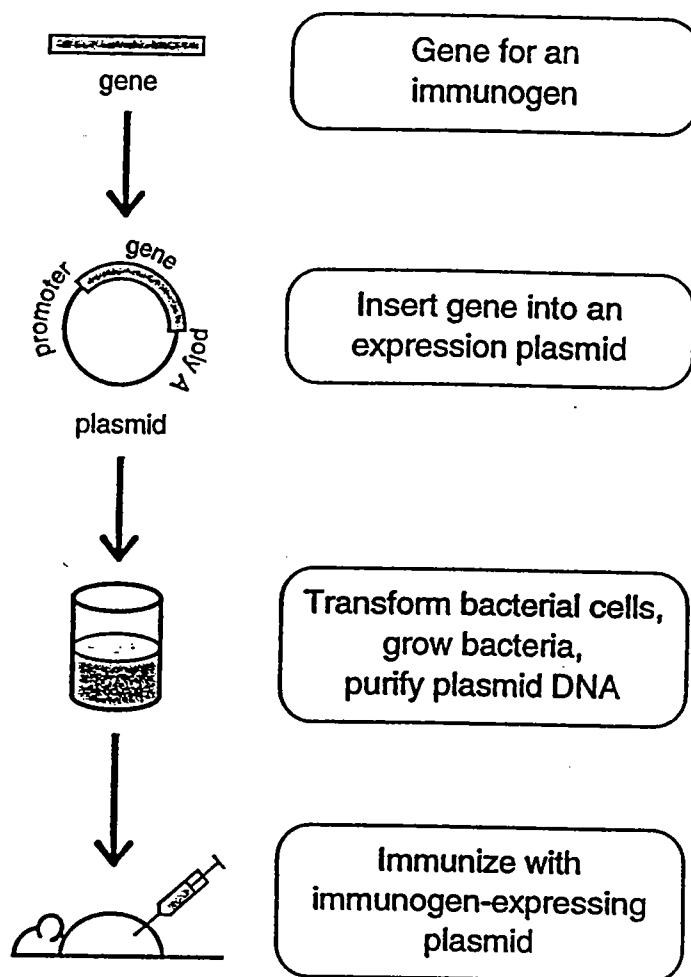 gene
Gene for an
immunogen
promoter
gene
poly A
plasmid
Insert gene into an
expression plasmid
Transform bacterial cells,
grow bacteria,
purify plasmid DNA
Immunize with
immunogen-expressing
plasmid